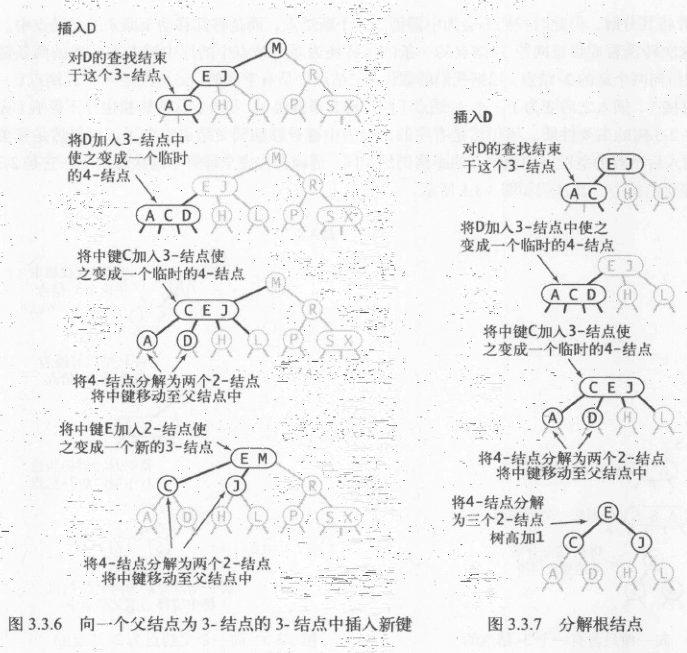 插入D
对D的查找结束
于这个3-结点
M
E J
R
A C
H
L
P
S X
将D加入3-结点中
使之变成一个临时
的4-结点
M
E J
R
A C D
H
L
P
S X
将中键C加入3-结点使
之变成一个临时的4-结点
M
C E J
R
A
D
H
L
P
S X
将4-结点分解为两个2-结点
将中键移动至父结点中
将中键E加入2-结点使
之变成一个新的3-结点
E M
C
J
R
A
D
H
L
P
S X
将4-结点分解为两个2-结点
将中键移动至父结点中
图 3.3.6 向一个父结点为 3- 结点的 3- 结点中插入新键
插入D
对D的查找结束
于这个3-结点
E J
A C
H
L
将D加入3-结点中使之
变成一个临时的4-结点
E J
A C D
H
L
将中键C加入3-结点使
之变成一个临时的4-结点
C E J
A
D
H
L
将4-结点分解为两个2-结点
将中键移动至父结点中
将4-结点分解
为三个2-结点
树高加1
E
C
J
A
D
H
L
图 3.3.7 分解根结点